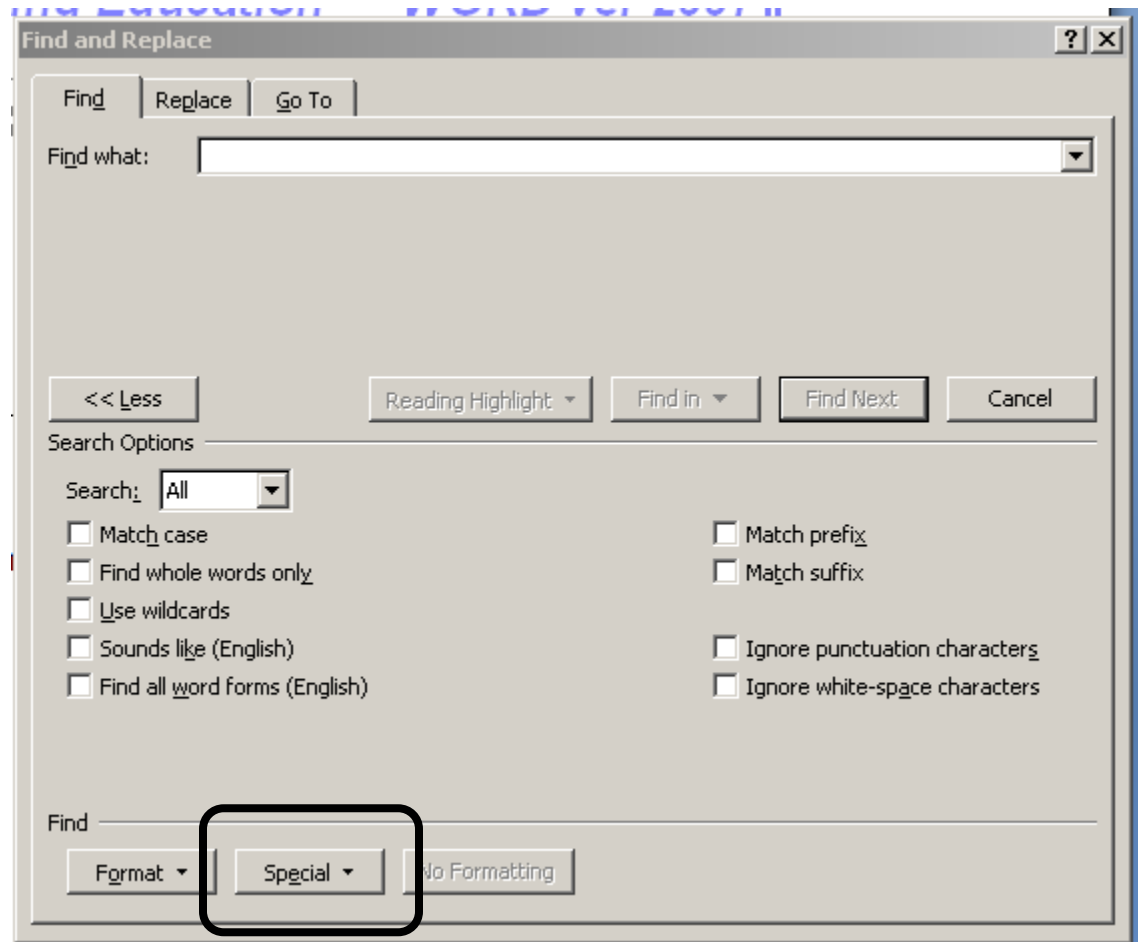 Find and Replace
Find Replace Go To
Find what:
<< Less Reading Highlight Find in Find Next Cancel
Search Options
Search: All
Match case Match prefix
Find whole words only Match suffix
Use wildcards
Sounds like (English) Ignore punctuation characters
Find all word forms (English) Ignore white-space characters
Find
Format Special No Formatting